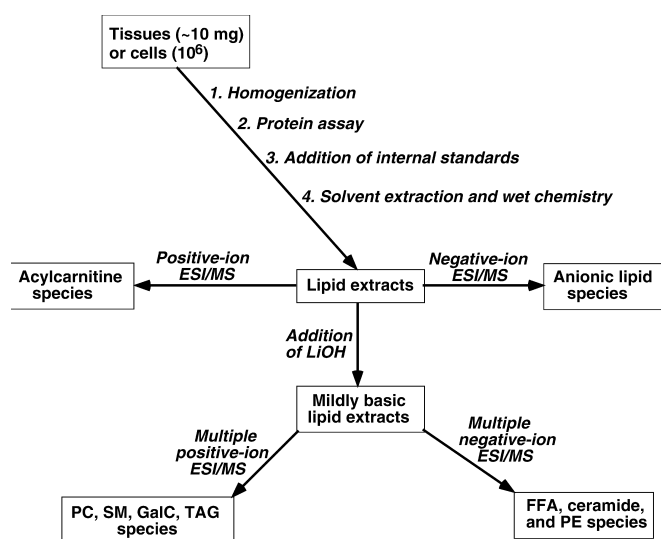 Tissues (~10 mg)
or cells (10⁶)
1. Homogenization
2. Protein assay
3. Addition of internal standards
4. Solvent extraction and wet chemistry
Positive-ion
ESI/MS
Negative-ion
ESI/MS
Acylcarnitine
species
Lipid extracts
Anionic lipid
species
Addition
of LiOH
Mildly basic
lipid extracts
Multiple
positive-ion
ESI/MS
Multiple
negative-ion
ESI/MS
PC, SM, GalC, TAG
species
FFA, ceramide,
and PE species